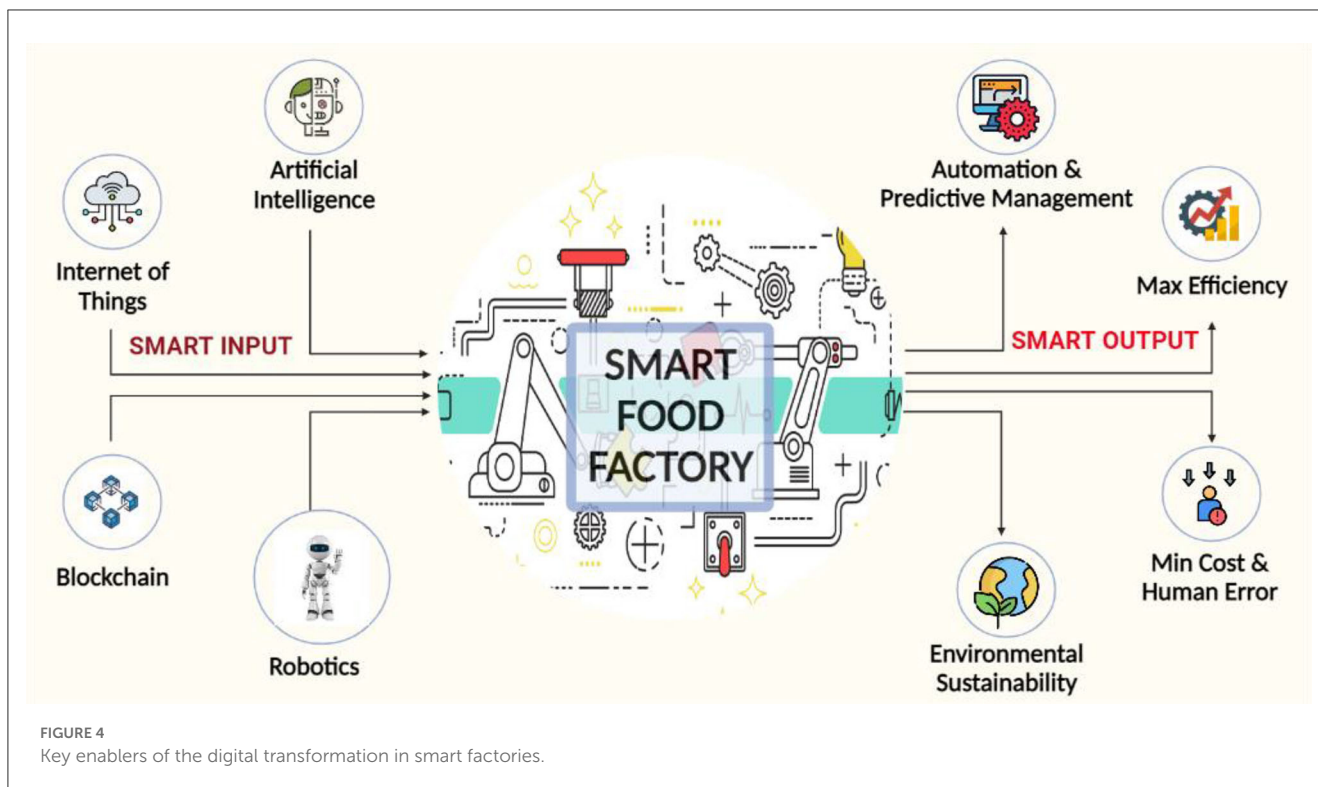 Artificial
Intelligence
Internet of
Things
SMART INPUT
Blockchain
Robotics
SMART
FOOD
FACTORY
Automation &
Predictive Management
Max Efficiency
SMART OUTPUT
Min Cost &
Human Error
Environmental
Sustainability
FIGURE 4
Key enablers of the digital transformation in smart factories.